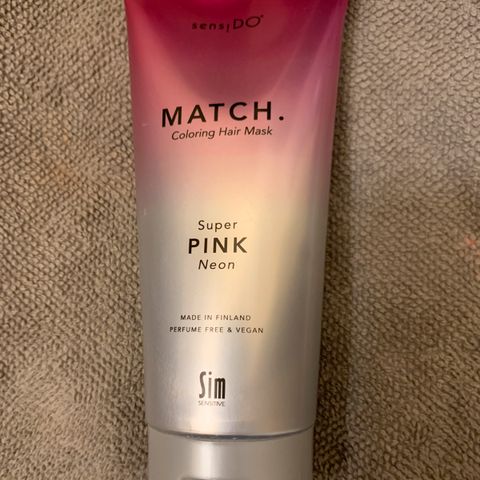 sens¡DO®
MATCH.
Coloring Hair Mask
Super
PINK
Neon
MADE IN FINLAND
PERFUME FREE & VEGAN
Sim
SENSITIVE